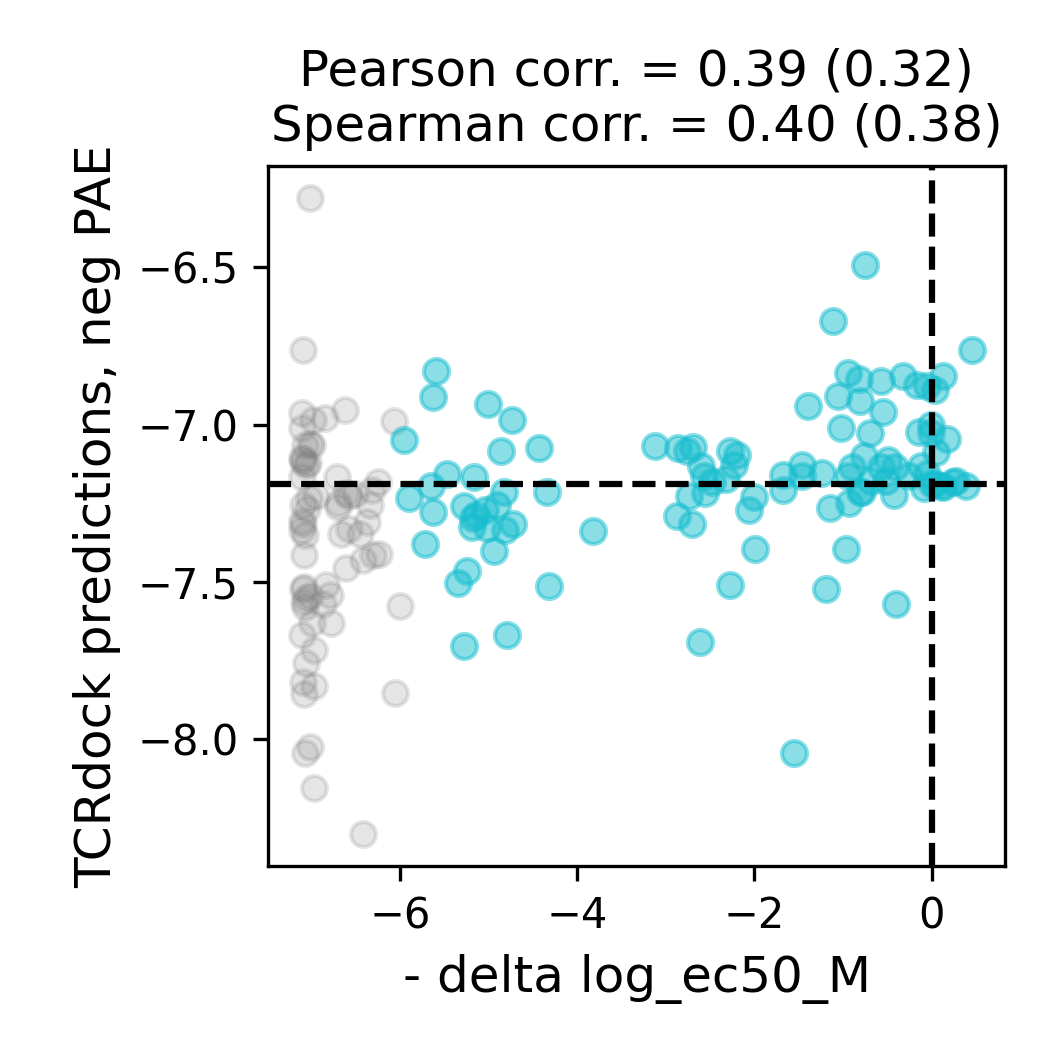 Pearson corr. = 0.39 (0.32)
Spearman corr. = 0.40 (0.38)
TCRdock predictions, neg PAE
−6.5
−7.0
−7.5
−8.0
−6
−4
−2
0
- delta log_ec50_M